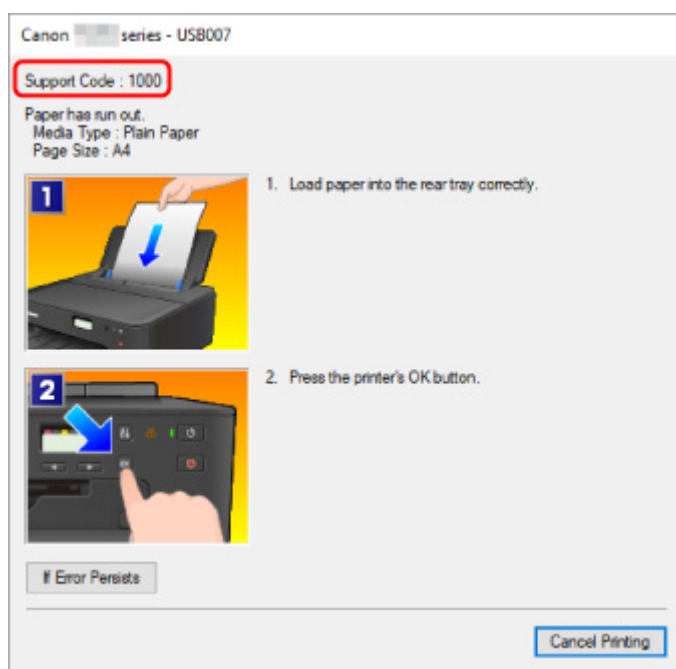 Canon series - USB007
Support Code : 1000
Paper has run out.
Media Type : Plain Paper
Page Size : A4
1
1. Load paper into the rear tray correctly.
2
2. Press the printer's OK button.
OK
If Error Persists
Cancel Printing